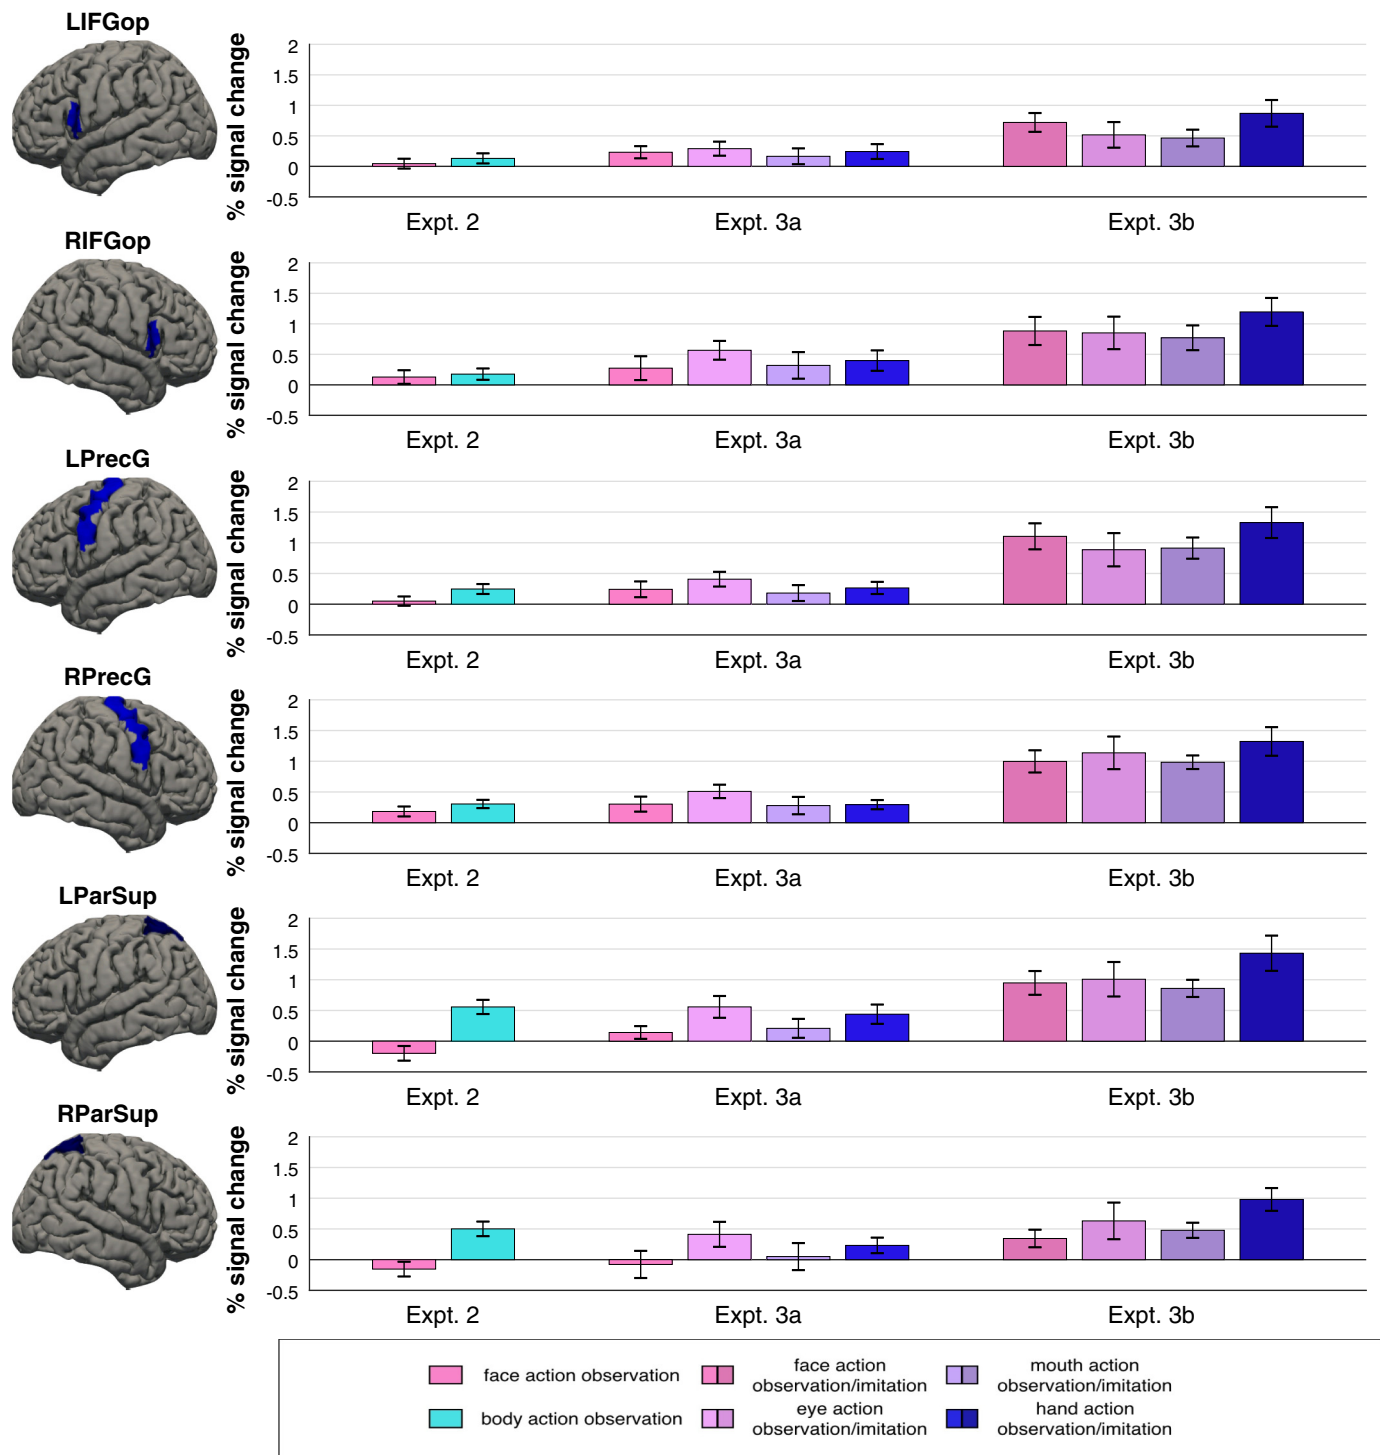 LIFGop
% signal change
2
1.5
1
0.5
0
-0.5
Expt. 2 Expt. 3a Expt. 3b
RIFGop
% signal change
2
1.5
1
0.5
0
-0.5
Expt. 2 Expt. 3a Expt. 3b
LPrecG
% signal change
2
1.5
1
0.5
0
-0.5
Expt. 2 Expt. 3a Expt. 3b
RPrecG
% signal change
2
1.5
1
0.5
0
-0.5
Expt. 2 Expt. 3a Expt. 3b
LParSup
% signal change
2
1.5
1
0.5
0
-0.5
Expt. 2 Expt. 3a Expt. 3b
RParSup
% signal change
2
1.5
1
0.5
0
-0.5
Expt. 2 Expt. 3a Expt. 3b
face action observation
body action observation
face action
observation/imitation
eye action
observation/imitation
mouth action
observation/imitation
hand action
observation/imitation